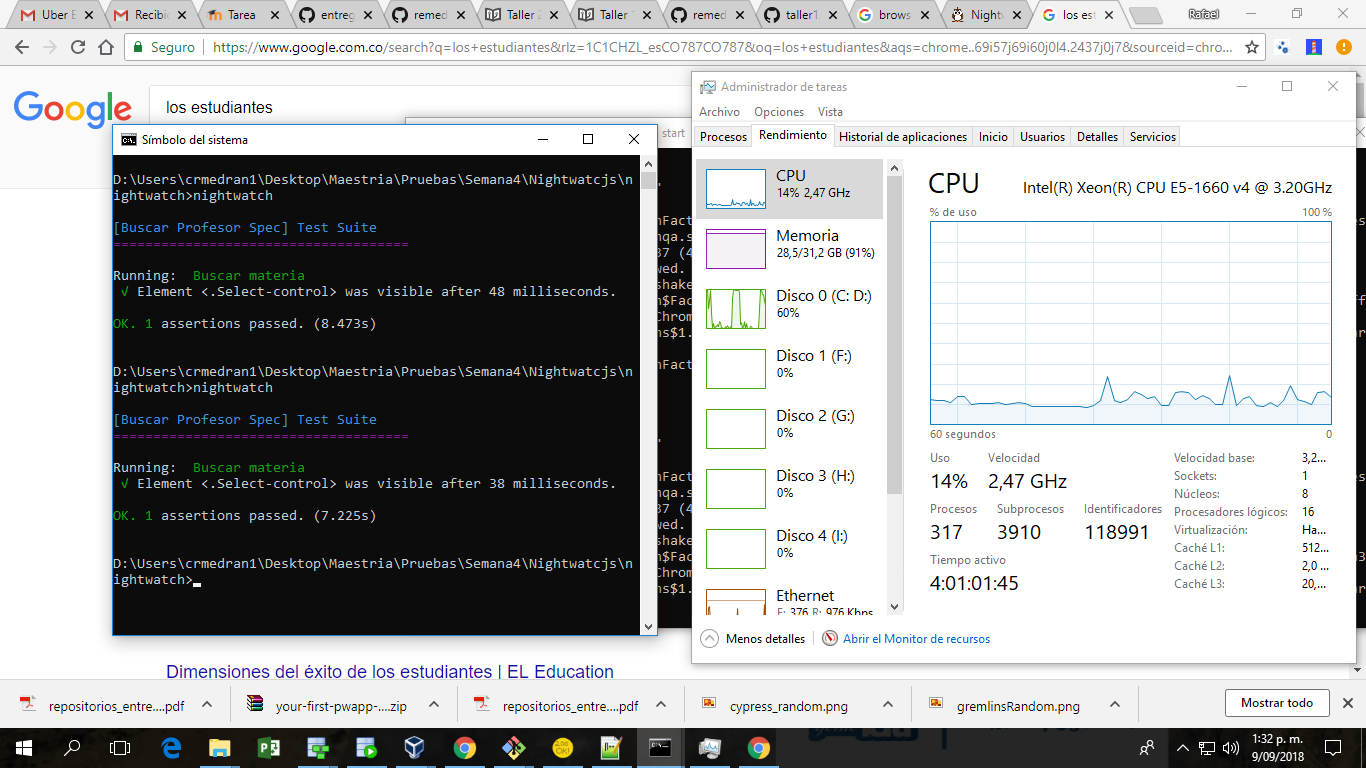 Uber E
Recibic
Tarea
entreg
remed
Taller 2
Taller 1
remed
taller1
brows
Night
los est
Rafael
Seguro
https://www.google.com.co/search?q=los+estudiantes&rlz=1C1CHZL_esCO787CO787&oq=los+estudiantes&aqs=chrome..69i57j69i60j0l4.2437j0j7&sourceid=chro...
Google
los estudiantes
start
Símbolo del sistema
D:\Users\crmedran1\Desktop\Maestria\Pruebas\Semana4\Nightwatcjs\n
ightwatch>nightwatch
[Buscar Profesor Spec] Test Suite
=====================================
Running:  Buscar materia
√ Element <.Select-control> was visible after 48 milliseconds.
OK. 1 assertions passed. (8.473s)
D:\Users\crmedran1\Desktop\Maestria\Pruebas\Semana4\Nightwatcjs\n
ightwatch>nightwatch
[Buscar Profesor Spec] Test Suite
=====================================
Running:  Buscar materia
√ Element <.Select-control> was visible after 38 milliseconds.
OK. 1 assertions passed. (7.225s)
D:\Users\crmedran1\Desktop\Maestria\Pruebas\Semana4\Nightwatcjs\n
ightwatch>
Administrador de tareas
Archivo Opciones Vista
Procesos Rendimiento Historial de aplicaciones Inicio Usuarios Detalles Servicios
CPU
14% 2,47 GHz
Memoria
28,5/31,2 GB (91%)
Disco 0 (C: D:)
60%
Disco 1 (F:)
0%
Disco 2 (G:)
0%
Disco 3 (H:)
0%
Disco 4 (I:)
0%
Ethernet
E: 376 R: 976 Kbps
CPU
Intel(R) Xeon(R) CPU E5-1660 v4 @ 3.20GHz
% de uso 100 %
60 segundos 0
Uso Velocidad
14% 2,47 GHz
Procesos Subprocesos Identificadores
317 3910 118991
Tiempo activo
4:01:01:45
Velocidad base: 3,2...
Sockets: 1
Núcleos: 8
Procesadores lógicos: 16
Virtualización: Ha...
Caché L1: 512...
Caché L2: 2,0 ...
Caché L3: 20,...
Menos detalles
Abrir el Monitor de recursos
Dimensiones del éxito de los estudiantes | EL Education
repositorios_entre....pdf
your-first-pwapp-....zip
repositorios_entre....pdf
cypress_random.png
gremlinsRandom.png
Mostrar todo
1:32 p. m.
9/09/2018